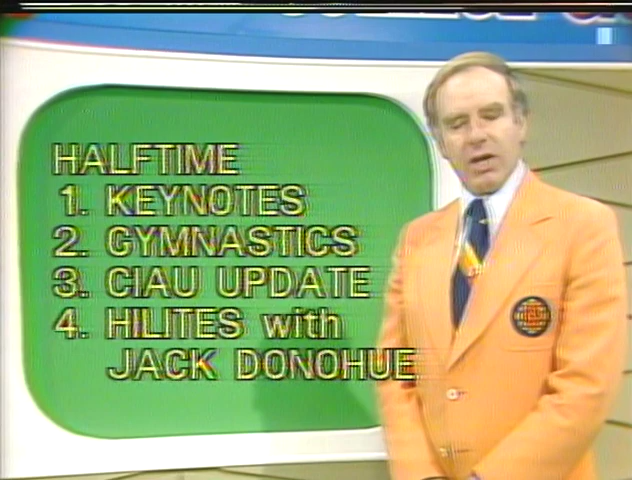 HALFTIME
1. KEYNOTES
2. GYMNASTICS
3. CIAU UPDATE
4. HILITES with
JACK DONOHUE